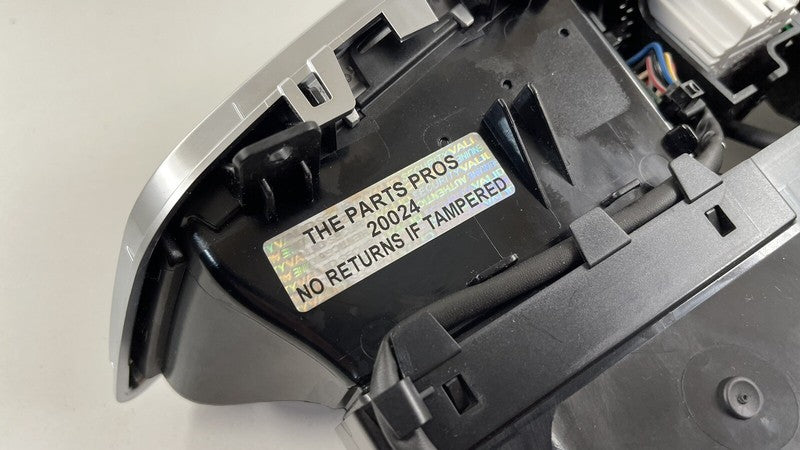 THE PARTS PROS
20024
NO RETURNS IF TAMPERED